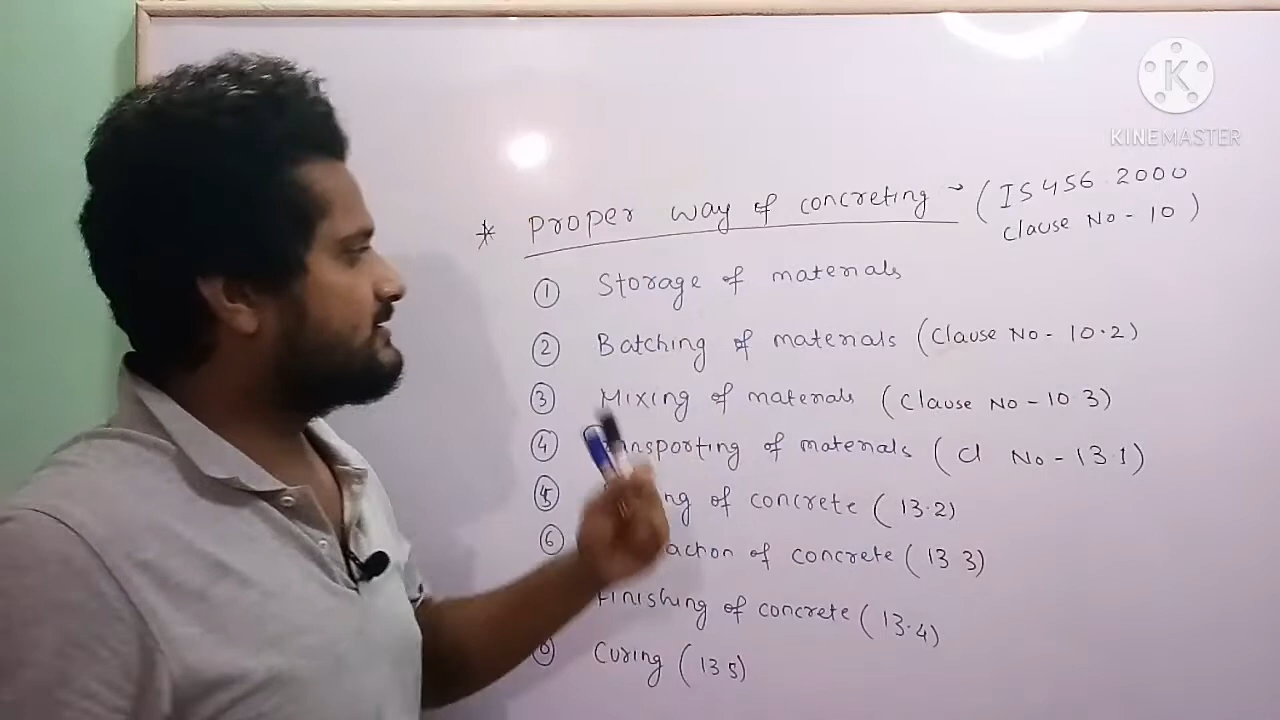 K
KINEMASTER
* Proper way of concreting → (IS 456.2000
Clause No - 10)
① Storage of materials
② Batching of materials (Clause No - 10.2)
③ Mixing of materials (Clause No - 10 3)
④ of materials (Cl No - 13.1)
⑤ of concrete (13.2)
⑥ of concrete (13 3)
Finishing of concrete (13.4)
Curing (13 5)